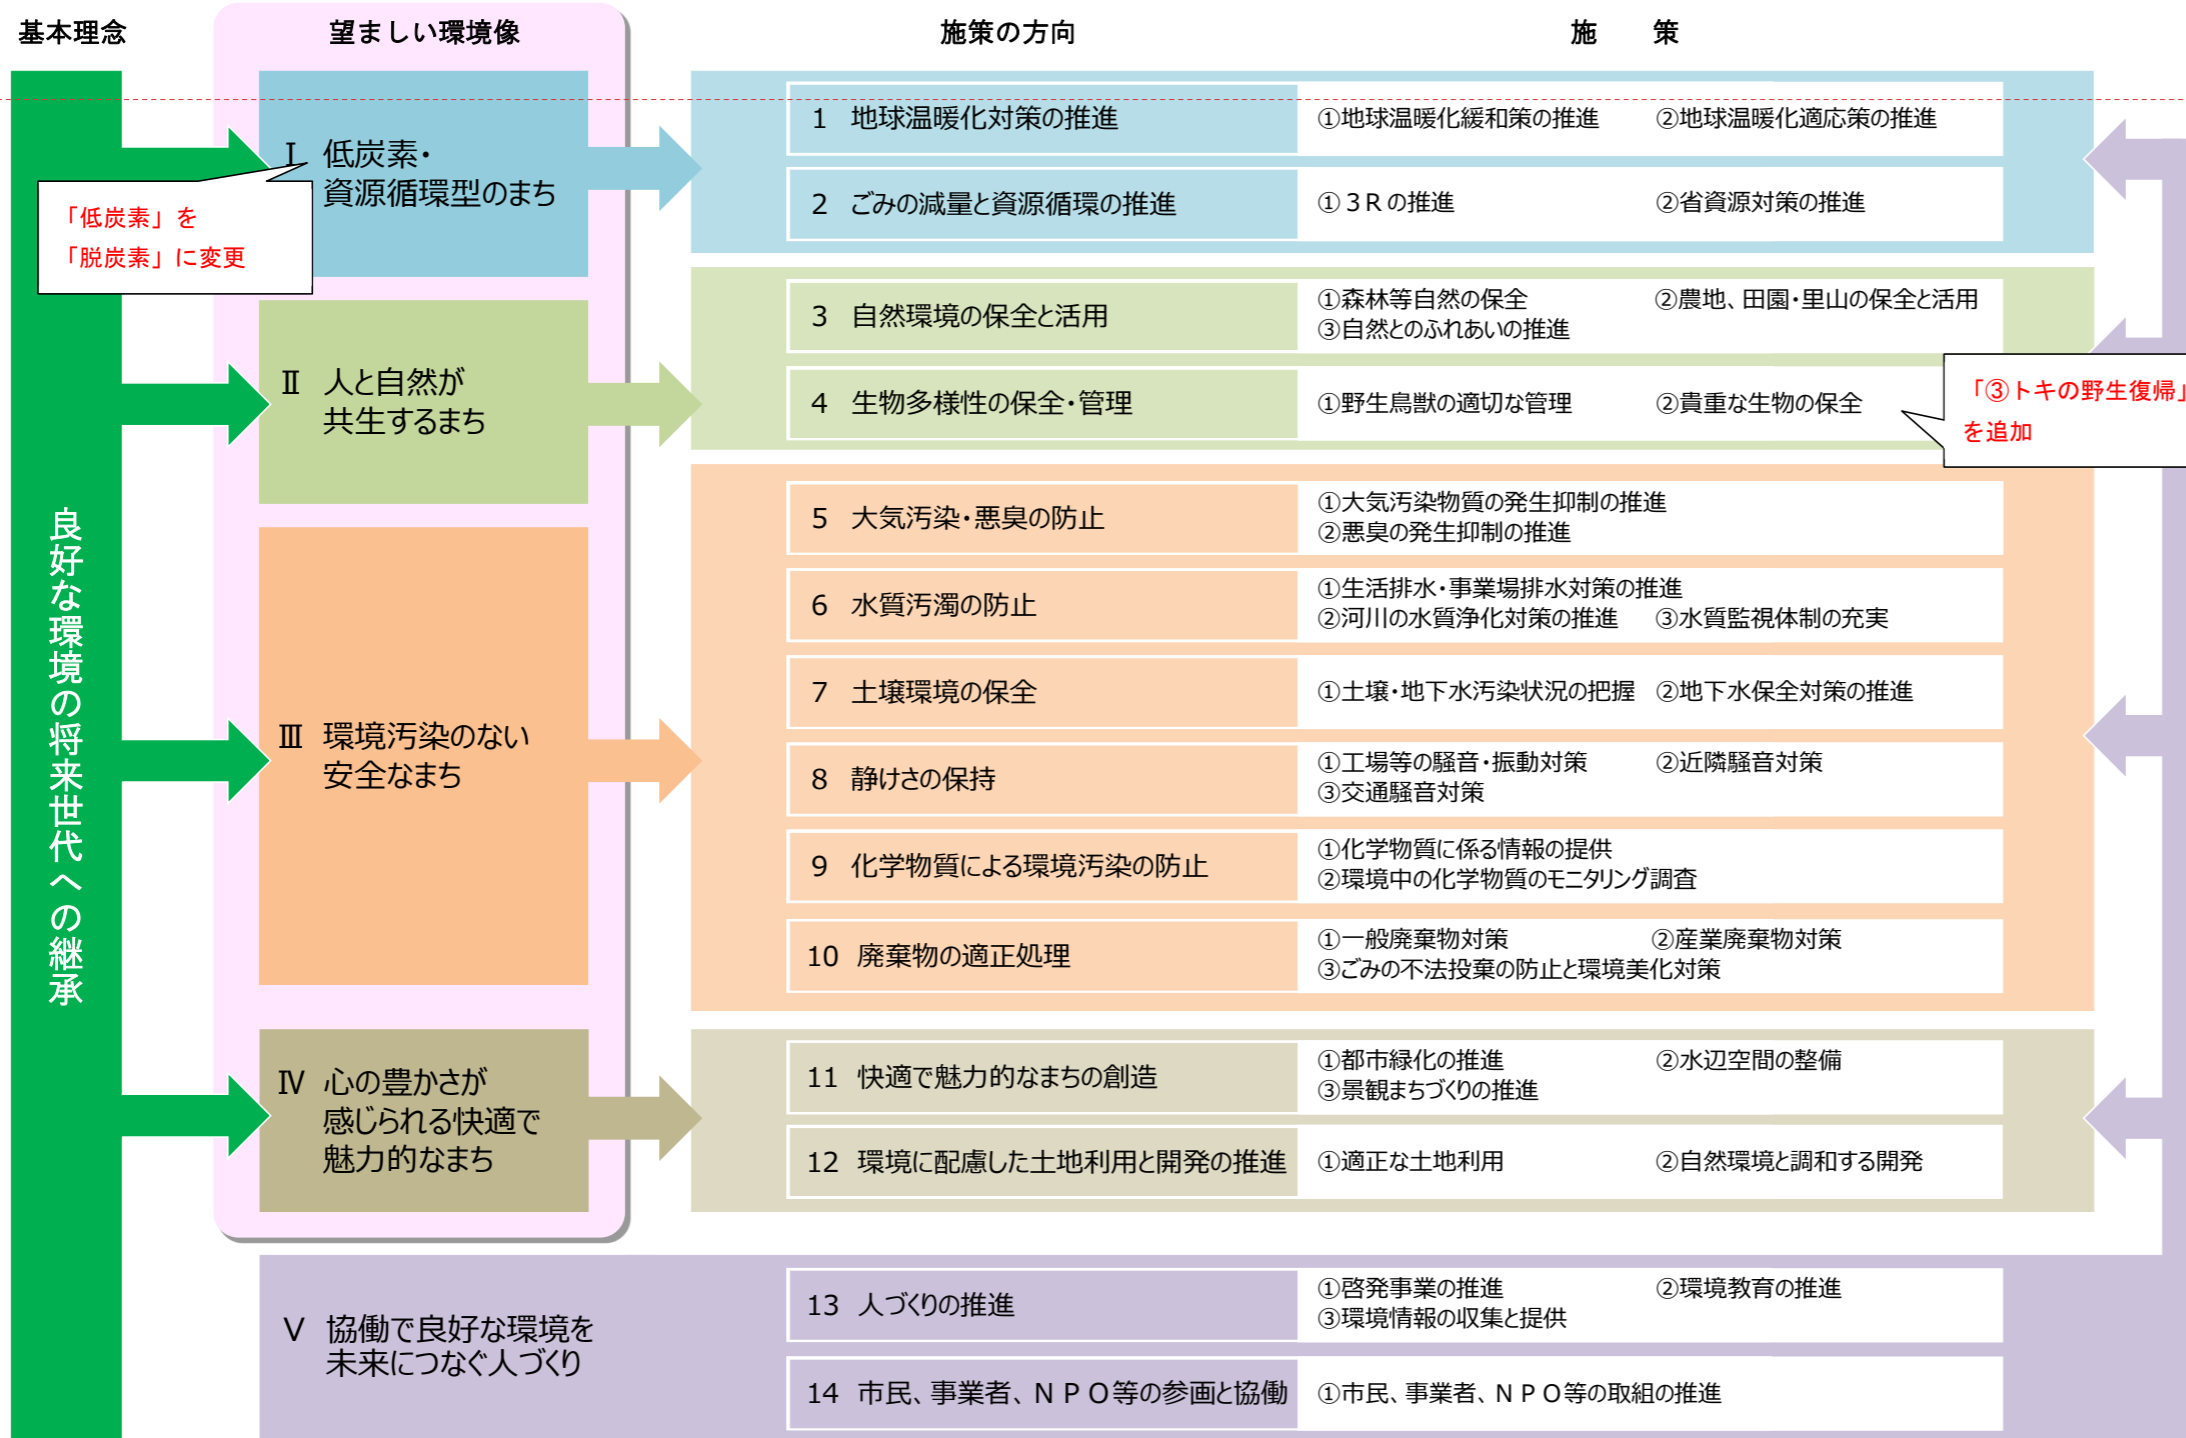 基本理念
望ましい環境像
施策の方向
施　策
良好な環境の将来世代への継承
Ⅰ 低炭素・
資源循環型のまち
「低炭素」を
「脱炭素」に変更
1 地球温暖化対策の推進
①地球温暖化緩和策の推進 ②地球温暖化適応策の推進
2 ごみの減量と資源循環の推進
①３Ｒの推進 ②省資源対策の推進
Ⅱ 人と自然が
共生するまち
3 自然環境の保全と活用
①森林等自然の保全 ②農地、田園・里山の保全と活用
③自然とのふれあいの推進
4 生物多様性の保全・管理
①野生鳥獣の適切な管理 ②貴重な生物の保全
「③トキの野生復帰」
を追加
Ⅲ 環境汚染のない
安全なまち
5 大気汚染・悪臭の防止
①大気汚染物質の発生抑制の推進
②悪臭の発生抑制の推進
6 水質汚濁の防止
①生活排水・事業場排水対策の推進
②河川の水質浄化対策の推進 ③水質監視体制の充実
7 土壌環境の保全
①土壌・地下水汚染状況の把握 ②地下水保全対策の推進
8 静けさの保持
①工場等の騒音・振動対策 ②近隣騒音対策
③交通騒音対策
9 化学物質による環境汚染の防止
①化学物質に係る情報の提供
②環境中の化学物質のモニタリング調査
10 廃棄物の適正処理
①一般廃棄物対策 ②産業廃棄物対策
③ごみの不法投棄の防止と環境美化対策
Ⅳ 心の豊かさが
感じられる快適で
魅力的なまち
11 快適で魅力的なまちの創造
①都市緑化の推進 ②水辺空間の整備
③景観まちづくりの推進
12 環境に配慮した土地利用と開発の推進
①適正な土地利用 ②自然環境と調和する開発
Ⅴ 協働で良好な環境を
未来につなぐ人づくり
13 人づくりの推進
①啓発事業の推進 ②環境教育の推進
③環境情報の収集と提供
14 市民、事業者、ＮＰＯ等の参画と協働
①市民、事業者、ＮＰＯ等の取組の推進